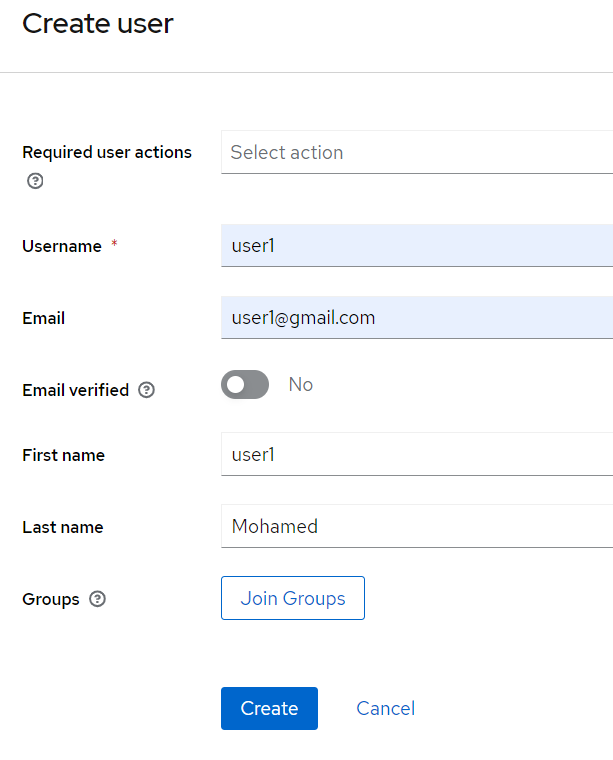 Create user
Required user actions
Select action
Username *
user1
Email
user1@gmail.com
Email verified
No
First name
user1
Last name
Mohamed
Groups
Join Groups
Create
Cancel